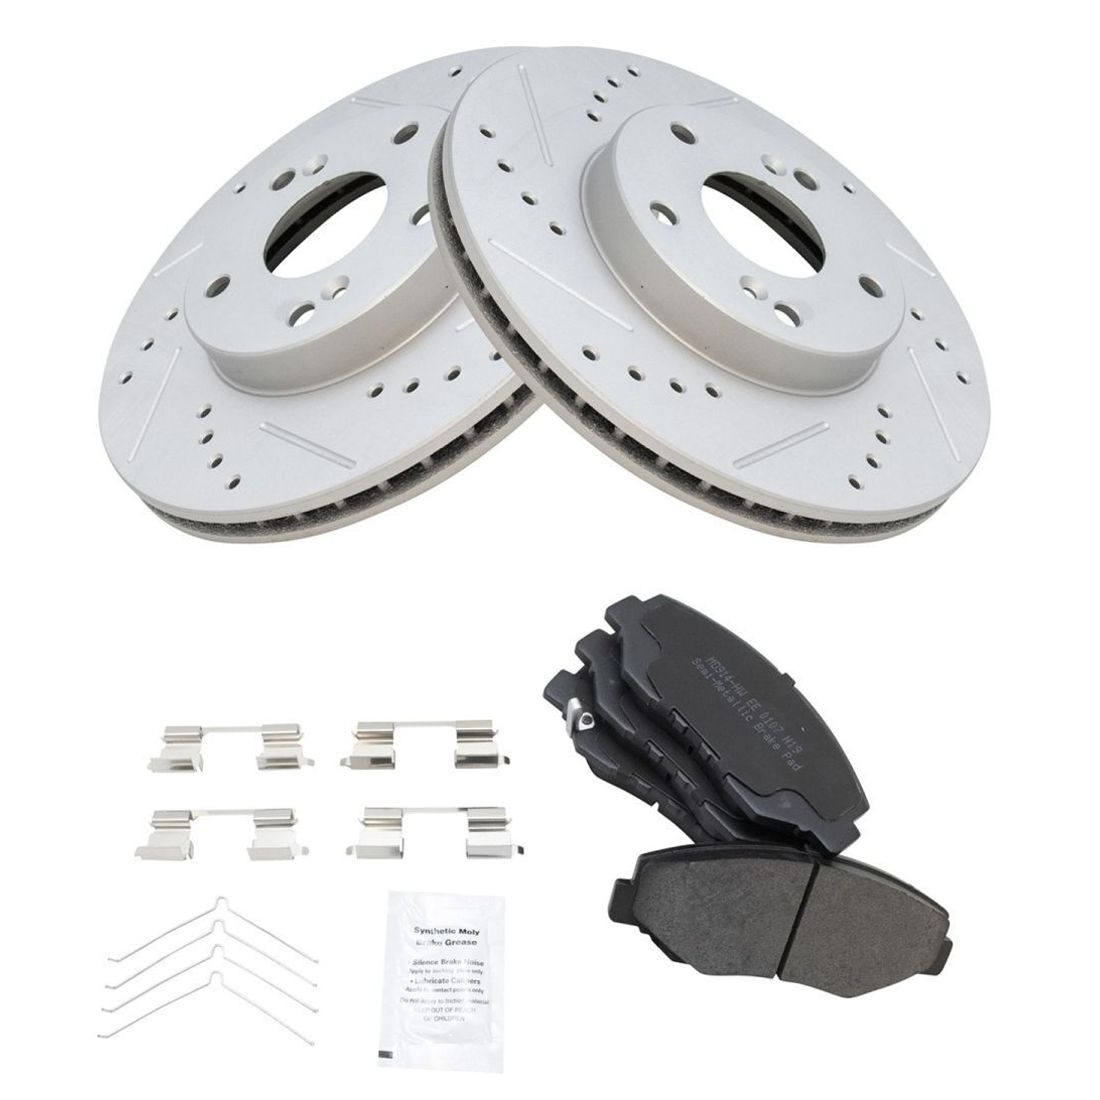 MD914-HW EE 0107 N19
Semi-Metallic Brake Pad
Synthetic Moly
Brake Grease
• Silence Brake Noise
Apply to backing plate only
• Lubricate Calipers
Apply to contact points only
Do not apply to friction material
KEEP OUT OF REACH
OF CHILDREN